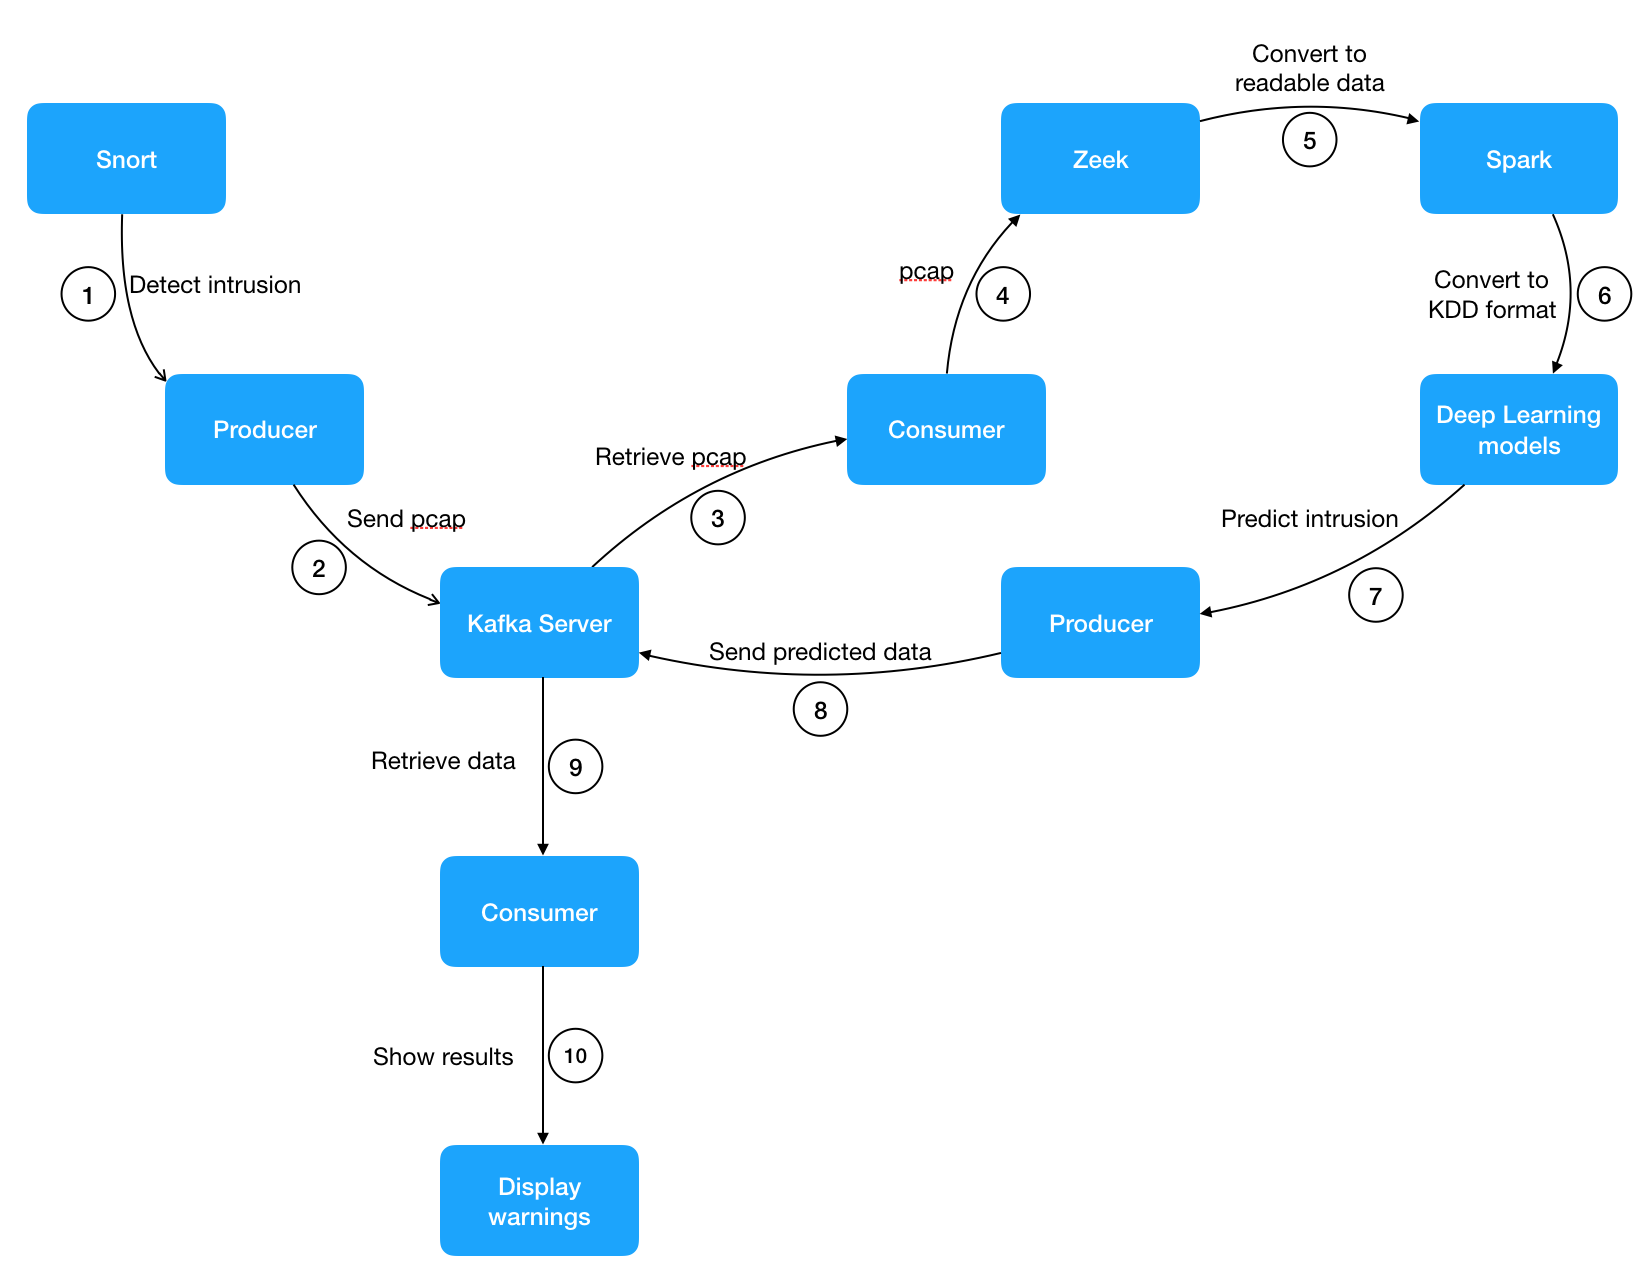 Convert to
readable data
Snort
Zeek
5
Spark
1
Detect intrusion
pcap
4
Convert to
KDD format
6
Producer
Consumer
Deep Learning
models
Retrieve pcap
3
Send pcap
2
Predict intrusion
7
Kafka Server
Producer
Send predicted data
8
Retrieve data
9
Consumer
Show results
10
Display
warnings